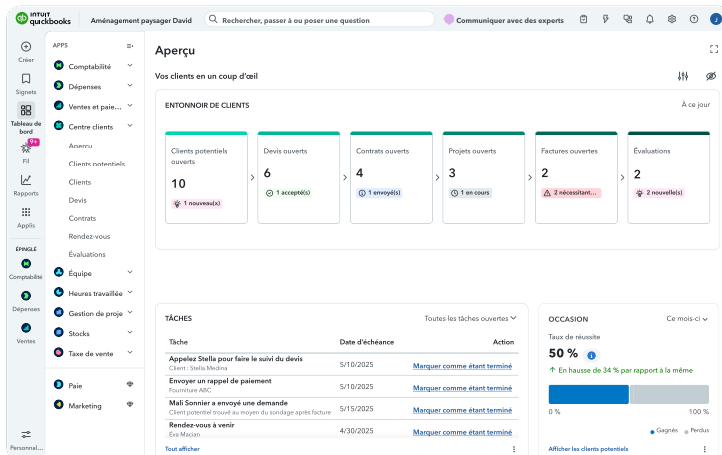 INTUIT
quickbooks
Aménagement paysager David
Rechercher, passer à ou poser une question
Communiquer avec des experts
J
Créer
Signets
Tableau de bord
9+
Fil
Rapports
Applis
ÉPINGLÉ
Comptabilité
Dépenses
Ventes
Personnal...
APPS
Comptabilité
Dépenses
Ventes et paie...
Centre clients
Aperçu
Clients potentiels
Clients
Devis
Contrats
Rendez-vous
Évaluations
Équipe
Heures travaillée
Gestion de proje
Stocks
Taxe de vente
Paie
Marketing
Aperçu
Vos clients en un coup d'œil
ENTONNOIR DE CLIENTS
À ce jour
Clients potentiels ouverts
10
1 nouveau(x)
Devis ouverts
6
1 accepté(s)
Contrats ouverts
4
1 envoyé(s)
Projets ouverts
3
1 en cours
Factures ouvertes
2
2 nécessitant...
Évaluations
2
2 nouvelle(s)
TÂCHES
Toutes les tâches ouvertes
Tâche Date d'échéance Action
Appelez Stella pour faire le suivi du devis
Client : Stella Medina
5/10/2025 Marquer comme étant terminé
Envoyer un rappel de paiement
Fourniture ABC
5/10/2025 Marquer comme étant terminé
Mali Sonnier a envoyé une demande
Client potentiel trouvé au moyen du sondage après facture
5/15/2025 Marquer comme étant terminé
Rendez-vous à venir
Eva Macian
4/30/2025 Marquer comme étant terminé
Tout afficher
OCCASION
Ce mois-ci
Taux de réussite
50 %
En hausse de 34 % par rapport à la même
0 % 100 %
Gagnés Perdus
Afficher les clients potentiels